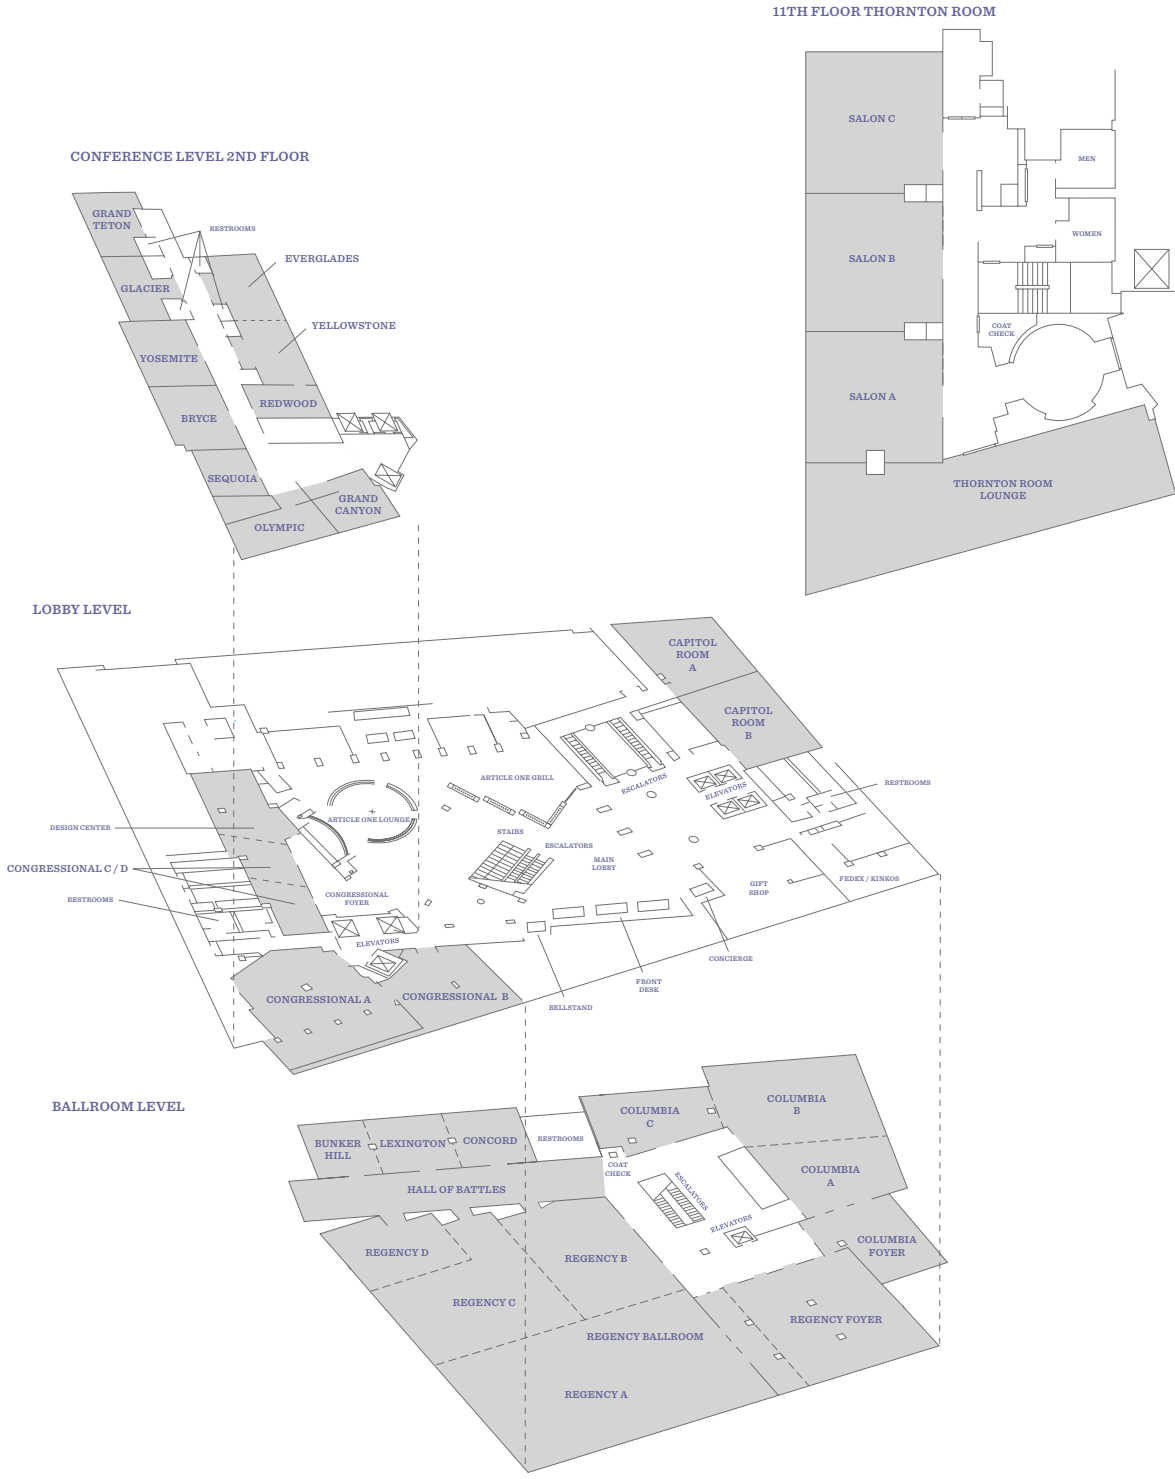 11TH FLOOR THORNTON ROOM
SALON C
MEN
SALON B
WOMEN
COAT
CHECK
SALON A
THORNTON ROOM
LOUNGE
CONFERENCE LEVEL 2ND FLOOR
GRAND
TETON
RESTROOMS
EVERGLADES
GLACIER
YELLOWSTONE
YOSEMITE
REDWOOD
BRYCE
SEQUOIA
GRAND
CANYON
OLYMPIC
LOBBY LEVEL
CAPITOL
ROOM
A
CAPITOL
ROOM
B
ARTICLE ONE GRILL
ESCALATORS
ELEVATORS
RESTROOMS
ARTICLE ONE LOUNGE
DESIGN CENTER
STAIRS
ESCALATORS
MAIN
LOBBY
CONGRESSIONAL C / D
GIFT
SHOP
FEDEX / KINKOS
RESTROOMS
CONGRESSIONAL
FOYER
ELEVATORS
CONCIERGE
FRONT
DESK
BELLSTAND
CONGRESSIONAL A
CONGRESSIONAL B
BALLROOM LEVEL
COLUMBIA
B
COLUMBIA
C
BUNKER
HILL
LEXINGTON
CONCORD
RESTROOMS
COAT
CHECK
COLUMBIA
A
HALL OF BATTLES
ESCALATORS
ELEVATORS
COLUMBIA
FOYER
REGENCY D
REGENCY B
REGENCY C
REGENCY FOYER
REGENCY BALLROOM
REGENCY A